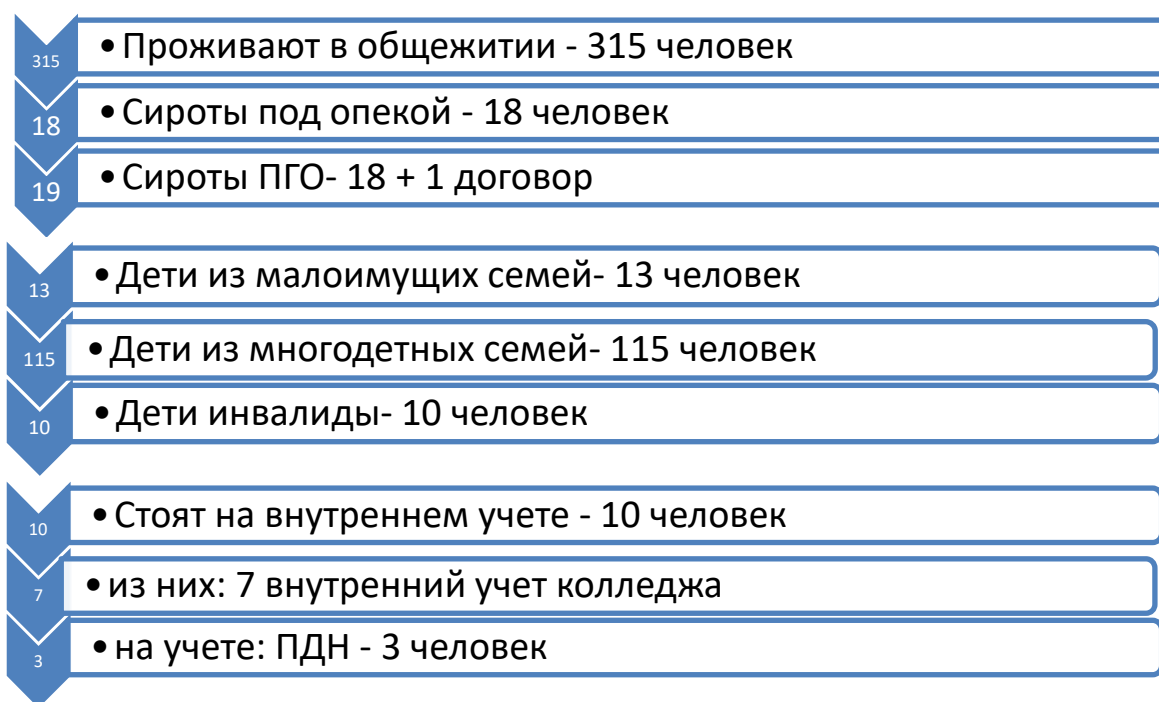 315
• Проживают в общежитии - 315 человек
18
• Сироты под опекой - 18 человек
19
• Сироты ПГО- 18 + 1 договор
13
• Дети из малоимущих семей- 13 человек
115
• Дети из многодетных семей- 115 человек
10
• Дети инвалиды- 10 человек
10
• Стоят на внутреннем учете - 10 человек
7
• из них: 7 внутренний учет колледжа
3
• на учете: ПДН - 3 человек